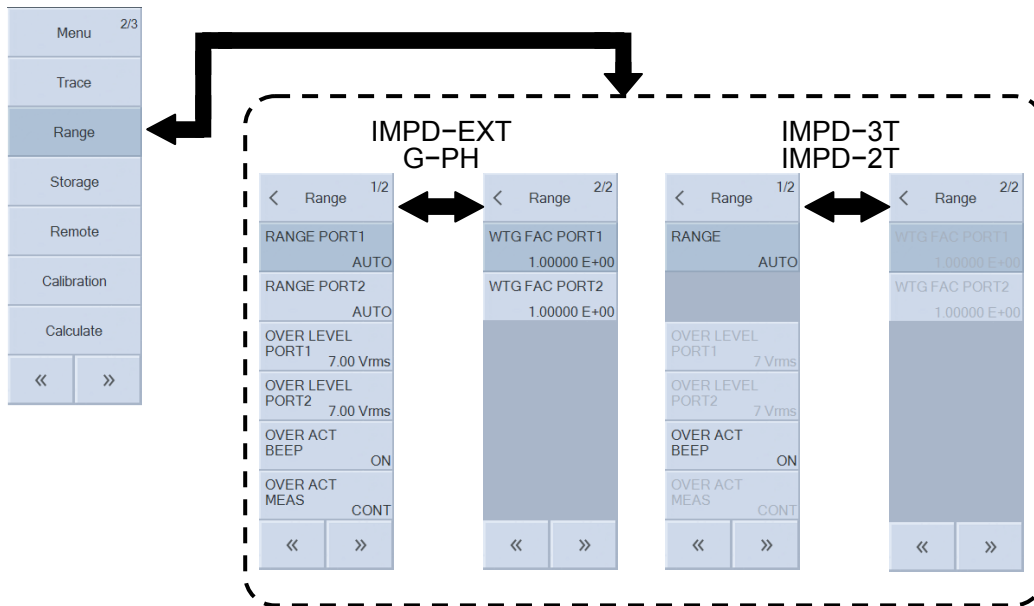 Menu 2/3
Trace
Range
Storage
Remote
Calibration
Calculate
« »
IMPD−EXT
G−PH
< Range 1/2
RANGE PORT1
AUTO
RANGE PORT2
AUTO
OVER LEVEL
PORT1
7.00 Vrms
OVER LEVEL
PORT2
7.00 Vrms
OVER ACT
BEEP
ON
OVER ACT
MEAS
CONT
« »
< Range 2/2
WTG FAC PORT1
1.00000 E+00
WTG FAC PORT2
1.00000 E+00
« »
IMPD−3T
IMPD−2T
< Range 1/2
RANGE
AUTO
OVER LEVEL
PORT1
7 Vrms
OVER LEVEL
PORT2
7 Vrms
OVER ACT
BEEP
ON
OVER ACT
MEAS
CONT
« »
< Range 2/2
WTG FAC PORT1
1.00000 E+00
WTG FAC PORT2
1.00000 E+00
« »